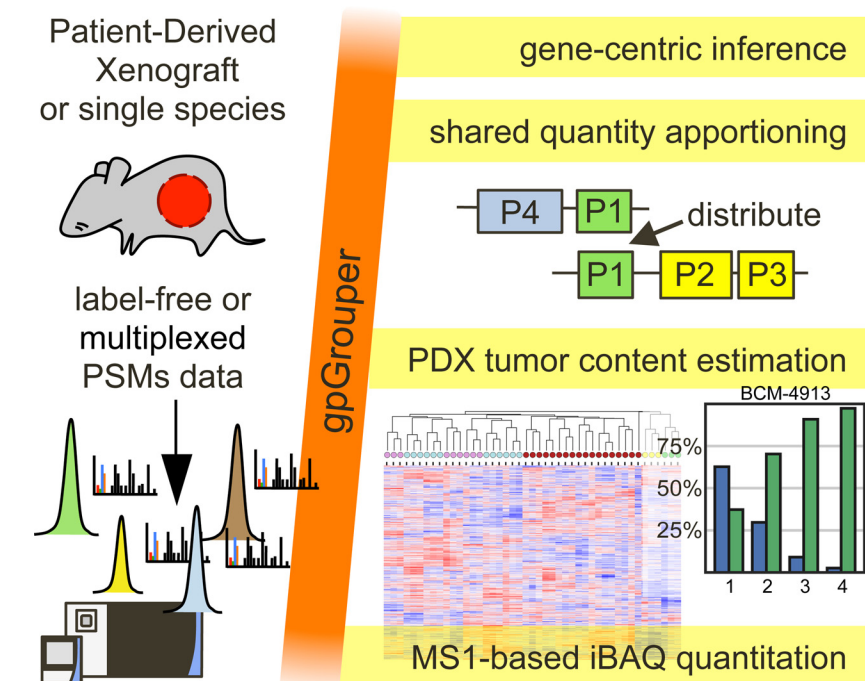 Patient-Derived
Xenograft
or single species
label-free or
multiplexed
PSMs data
gpGrouper
gene-centric inference
shared quantity apportioning
P4 P1
distribute
P1 P2 P3
PDX tumor content estimation
BCM-4913
75%
50%
25%
1 2 3 4
MS1-based iBAQ quantitation